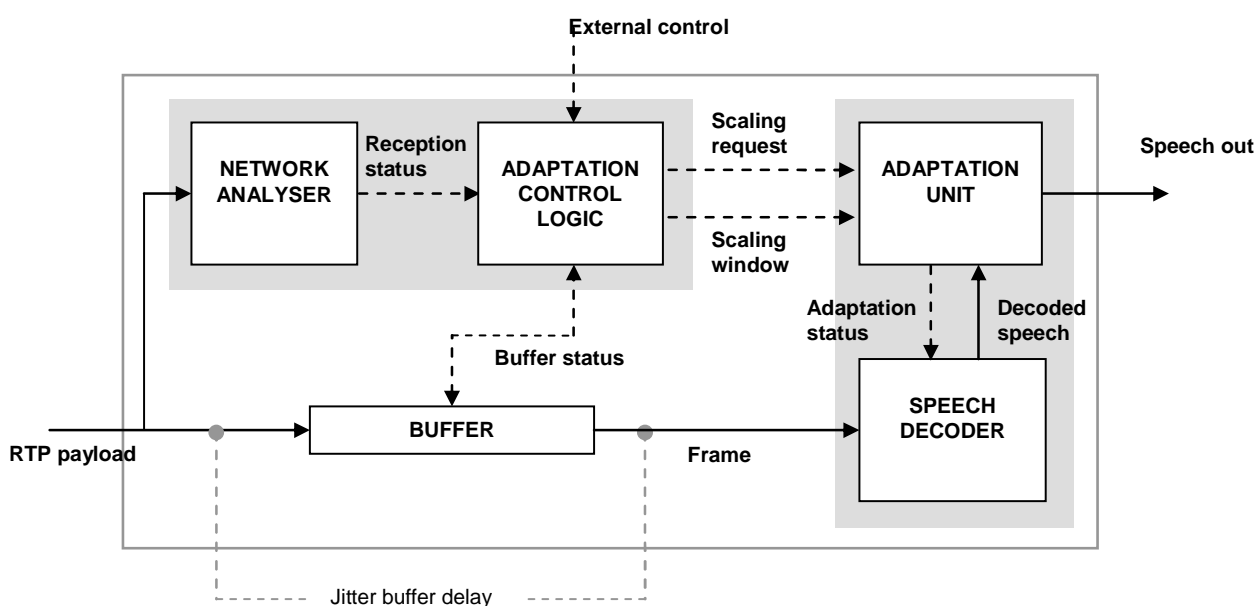 External control
NETWORK
ANALYSER
Reception
status
ADAPTATION
CONTROL
LOGIC
Scaling
request
Scaling
window
ADAPTATION
UNIT
Speech out
Adaptation
status
Decoded
speech
Buffer status
RTP payload
BUFFER
Frame
SPEECH
DECODER
Jitter buffer delay